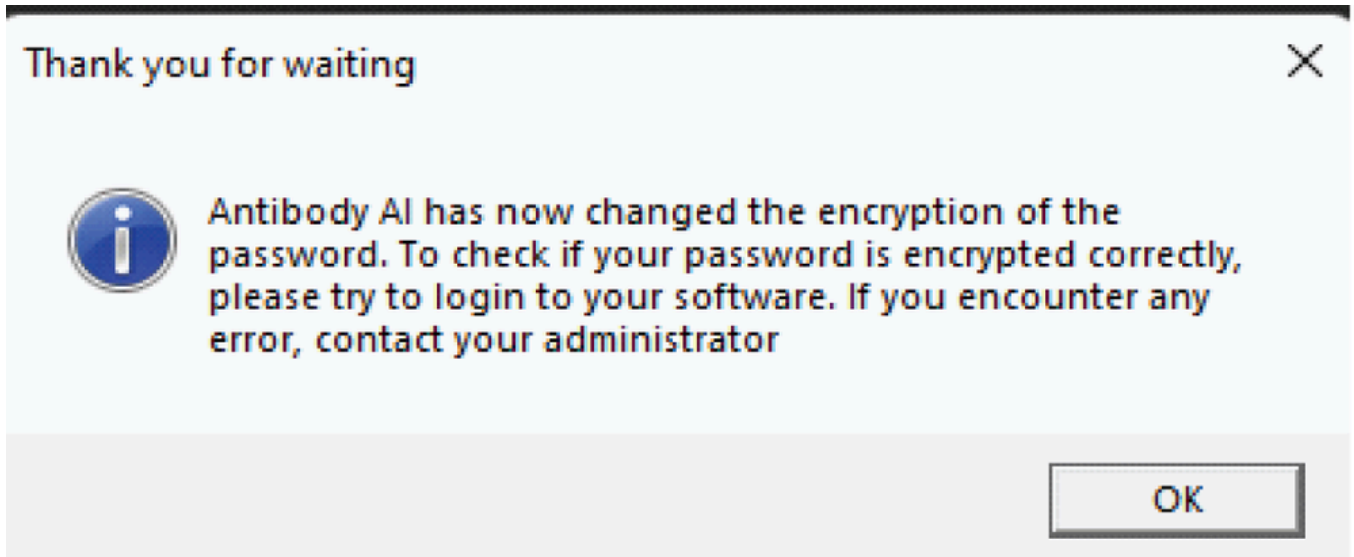 Thank you for waiting
Antibody AI has now changed the encryption of the
password. To check if your password is encrypted correctly,
please try to login to your software. If you encounter any
error, contact your administrator
OK